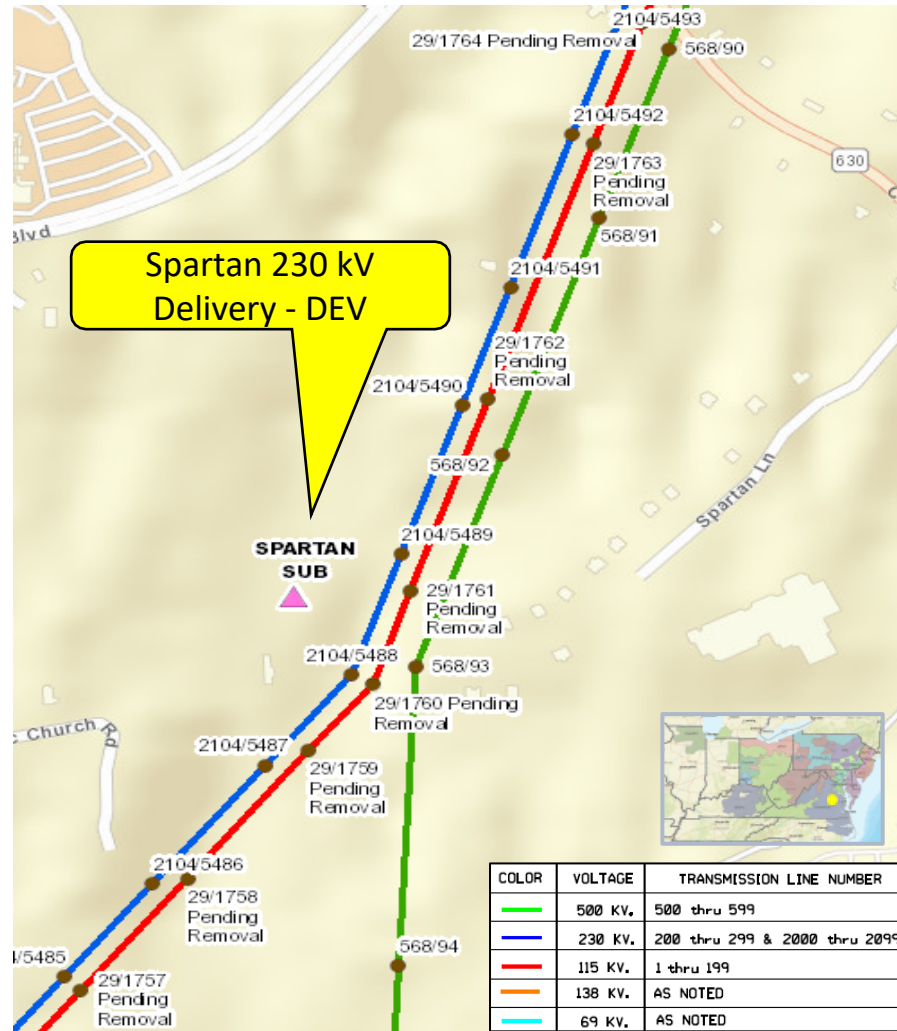 2104/5493
29/1764 Pending Removal
568/90
2104/5492
630
29/1763
Pending
Removal
568/91
Blvd
Spartan 230 kV
Delivery - DEV
2104/5491
29/1762
Pending
Removal
2104/5490
568/92
Spartan Ln
2104/5489
SPARTAN
SUB
29/1761
Pending
Removal
2104/5488
568/93
29/1760 Pending
Removal
Church Rd
2104/5487
29/1759
Pending
Removal
2104/5486
29/1758
Pending
Removal
/5485
29/1757
Pending
Removal
568/94
COLOR VOLTAGE TRANSMISSION LINE NUMBER
500 KV. 500 thru 599
230 KV. 200 thru 299 & 2000 thru 2099
115 KV. 1 thru 199
138 KV. AS NOTED
69 KV. AS NOTED